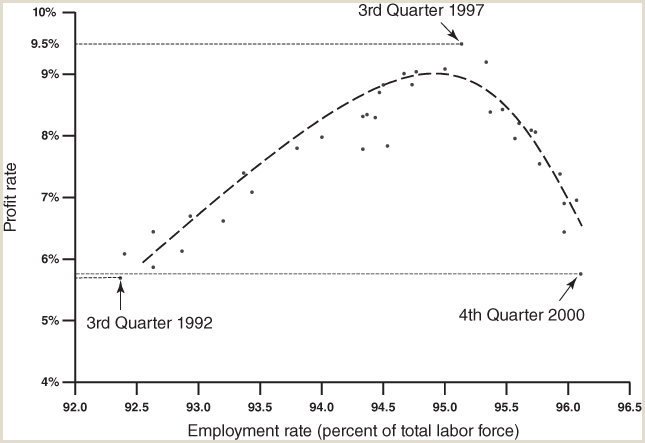 10%
3rd Quarter 1997
9.5%
9%
8%
Profit rate
7%
6%
3rd Quarter 1992
4th Quarter 2000
5%
4%
92.0 92.5 93.0 93.5 94.0 94.5 95.0 95.5 96.0 96.5
Employment rate (percent of total labor force)